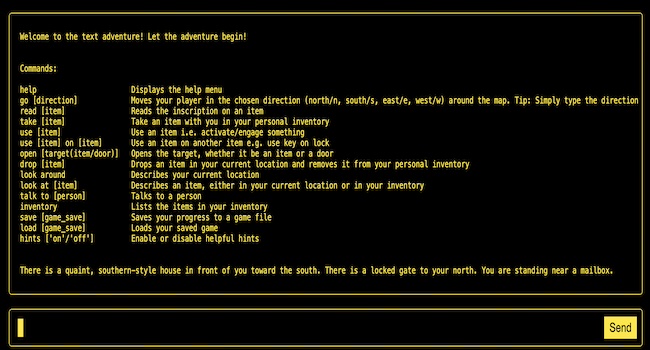 Welcome to the text adventure! Let the adventure begin!
Commands:
help Displays the help menu
go [direction] Moves your player in the chosen direction (north/n, south/s, east/e, west/w) around the map. Tip: Simply type the direction
read [item] Reads the inscription on an item
take [item] Take an item with you in your personal inventory
use [item] Use an item i.e. activate/engage something
use [item] on [item] Use an item on another item e.g. use key on lock
open [target(item/door)] Opens the target, whether it be an item or a door
drop [item] Drops an item in your current location and removes it from your personal inventory
look around Describes your current location
look at [item] Describes an item, either in your current location or in your inventory
talk to [person] Talks to a person
inventory Lists the items in your inventory
save [game_save] Saves your progress to a game file
load [game_save] Loads your saved game
hints ['on'/'off'] Enable or disable helpful hints
There is a quaint, southern-style house in front of you toward the south. There is a locked gate to your north. You are standing near a mailbox.
Send